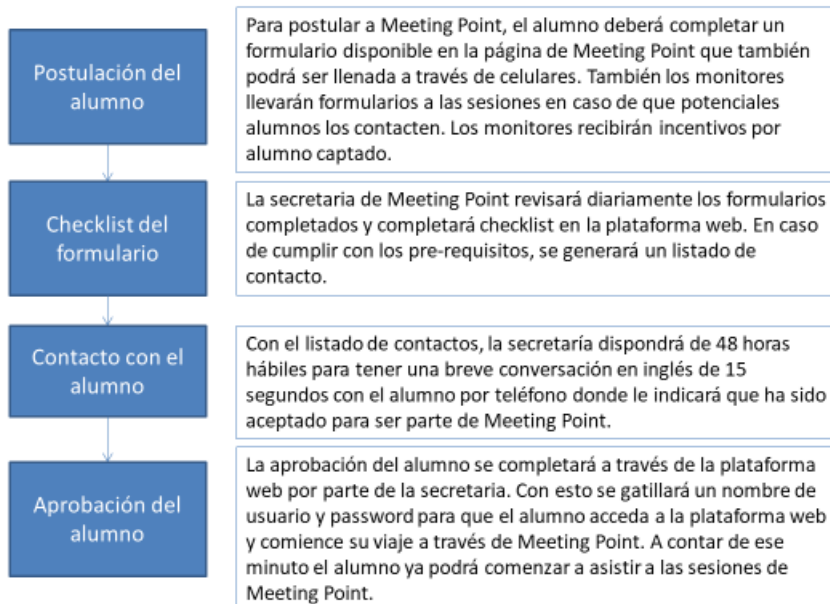 Postulación del
alumno
Para postular a Meeting Point, el alumno deberá completar un
formulario disponible en la página de Meeting Point que también
podrá ser llenada a través de celulares. También los monitores
llevarán formularios a las sesiones en caso de que potenciales
alumnos los contacten. Los monitores recibirán incentivos por
alumno captado.
Checklist del
formulario
La secretaria de Meeting Point revisará diariamente los formularios
completados y completará checklist en la plataforma web. En caso
de cumplir con los pre-requisitos, se generará un listado de
contacto.
Contacto con el
alumno
Con el listado de contactos, la secretaría dispondrá de 48 horas
hábiles para tener una breve conversación en inglés de 15
segundos con el alumno por teléfono donde le indicará que ha sido
aceptado para ser parte de Meeting Point.
Aprobación del
alumno
La aprobación del alumno se completará a través de la plataforma
web por parte de la secretaria. Con esto se gatillará un nombre de
usuario y password para que el alumno acceda a la plataforma web
y comience su viaje a través de Meeting Point. A contar de ese
minuto el alumno ya podrá comenzar a asistir a las sesiones de
Meeting Point.